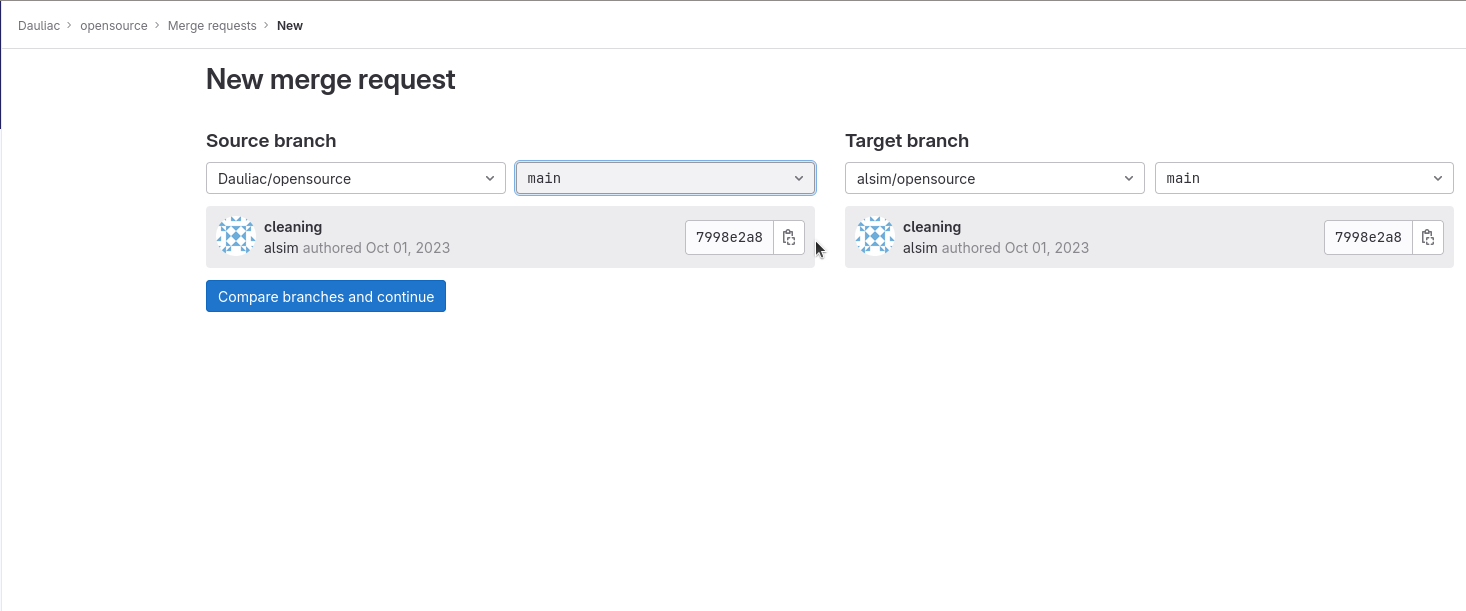 Dauliac › opensource › Merge requests › New
New merge request
Source branch
Dauliac/opensource
main
cleaning
alsim authored Oct 01, 2023
7998e2a8
Compare branches and continue
Target branch
alsim/opensource
main
cleaning
alsim authored Oct 01, 2023
7998e2a8